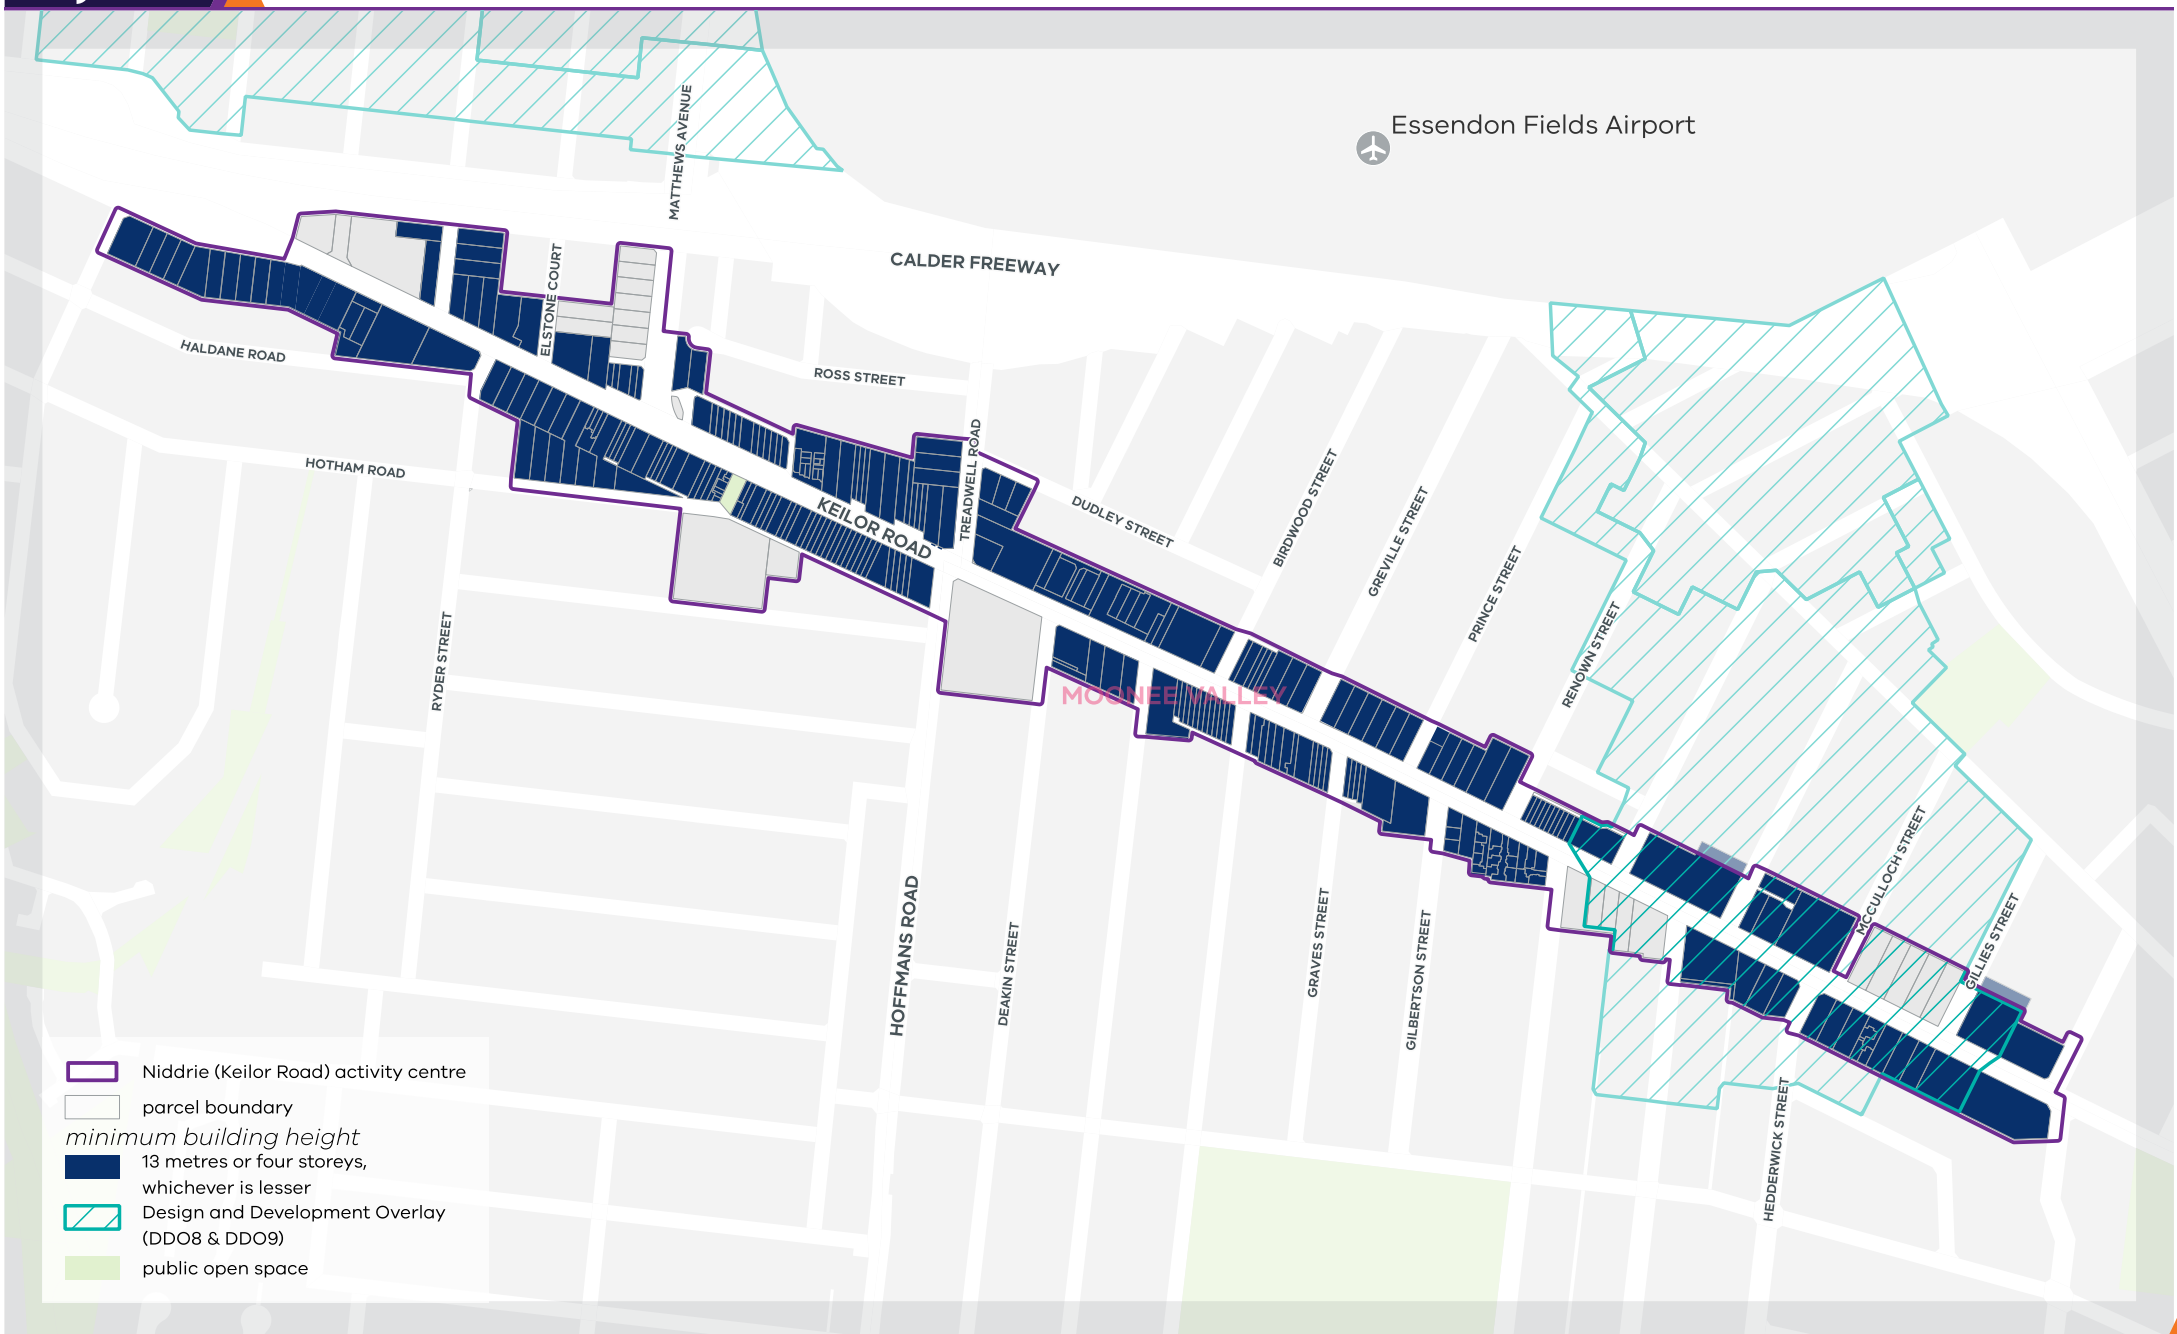 MATTHEWS AVENUE
Essendon Fields Airport
CALDER FREEWAY
ELSTONE COURT
HALDANE ROAD
ROSS STREET
HOTHAM ROAD
KEILOR ROAD
TREADWELL ROAD
DUDLEY STREET
BIRDWOOD STREET
GREVILLE STREET
PRINCE STREET
RENOWN STREET
RYDER STREET
MOONEE VALLEY
MCCULLOCH STREET
GILLIES STREET
HOFFMANS ROAD
DEAKIN STREET
GRAVES STREET
GILBERTSON STREET
HEDDERWICK STREET
Niddrie (Keilor Road) activity centre
parcel boundary
minimum building height
13 metres or four storeys,
whichever is lesser
Design and Development Overlay
(DDO8 & DDO9)
public open space